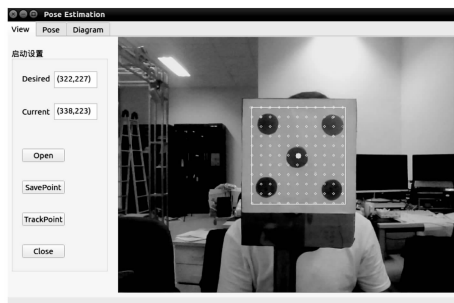 Pose Estimation
View Pose Diagram
启动设置
Desired (322,227)
Current (338,223)
Open
SavePoint
TrackPoint
Close